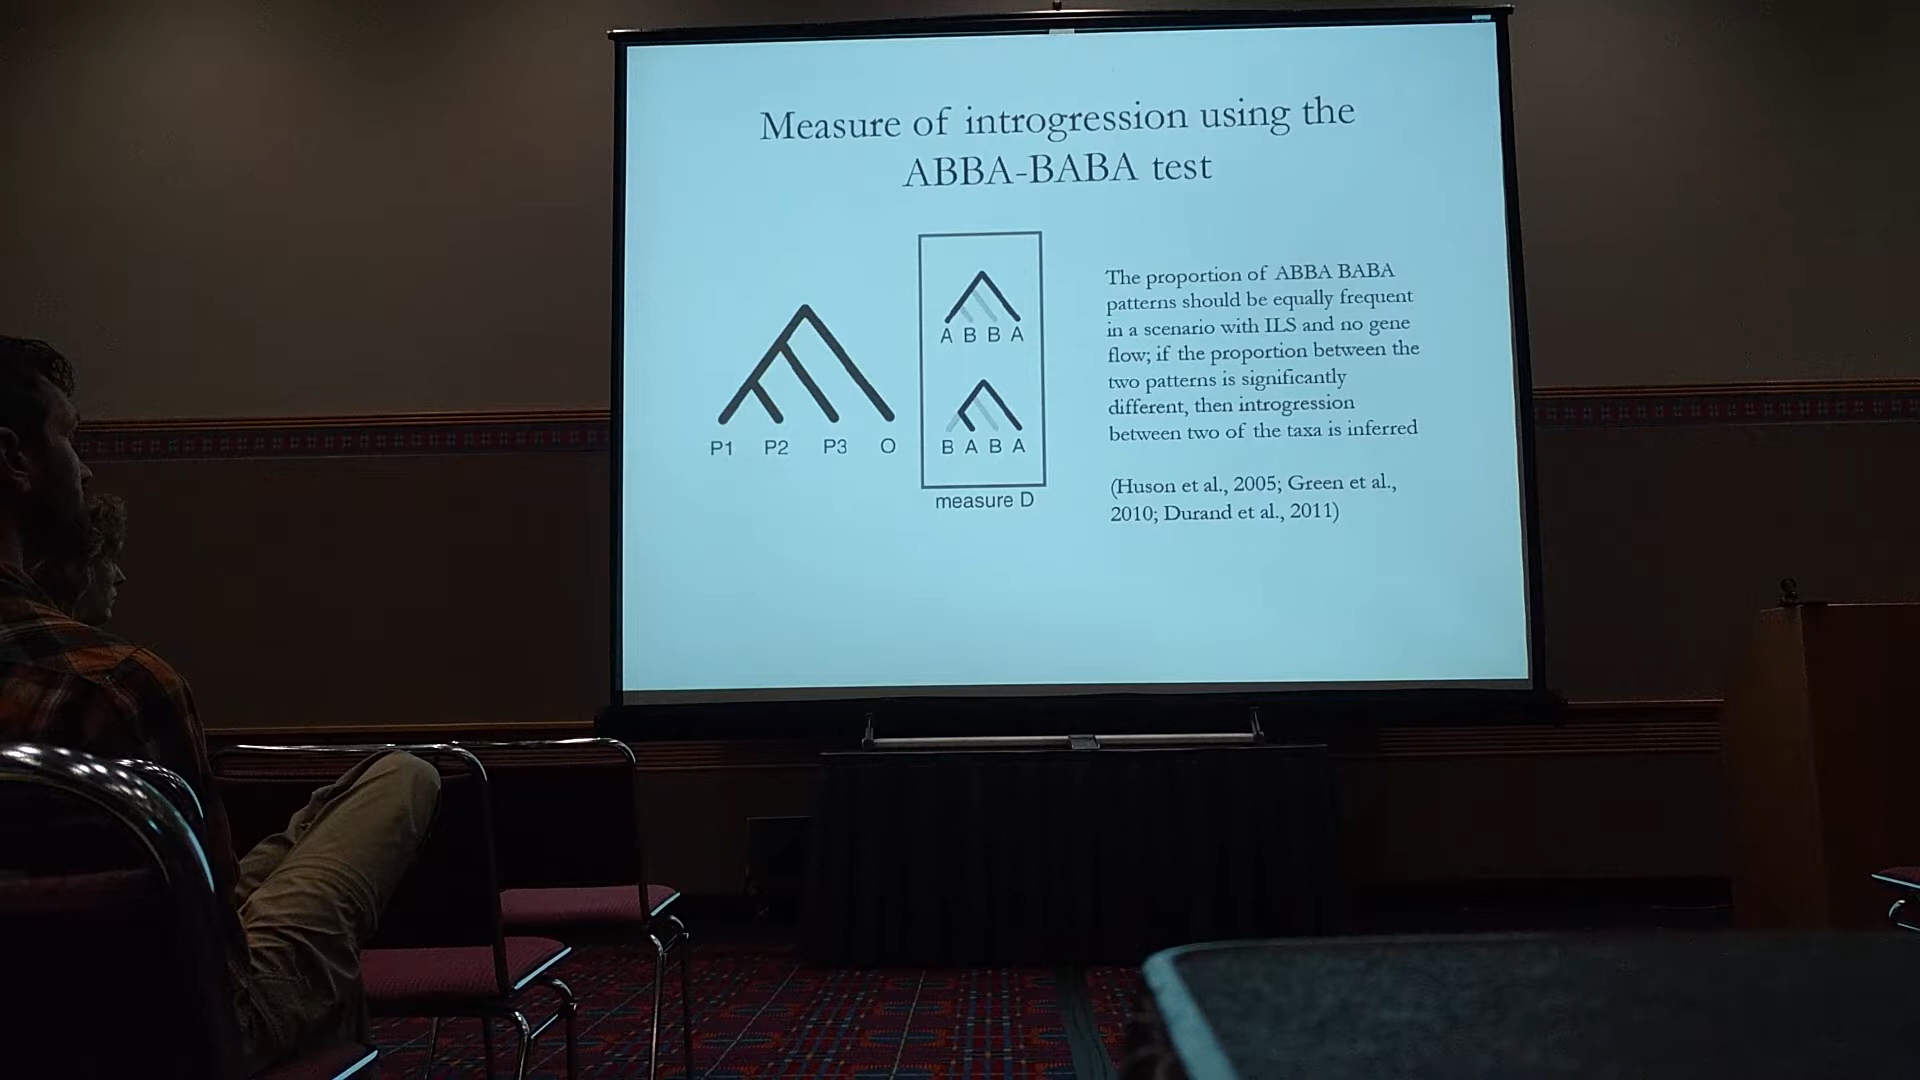 Measure of introgression using the
ABBA-BABA test
P1 P2 P3 O
A B B A
B A B A
measure D
The proportion of ABBA BABA
patterns should be equally frequent
in a scenario with ILS and no gene
flow; if the proportion between the
two patterns is significantly
different, then introgression
between two of the taxa is inferred
(Huson et al., 2005; Green et al.,
2010; Durand et al., 2011)